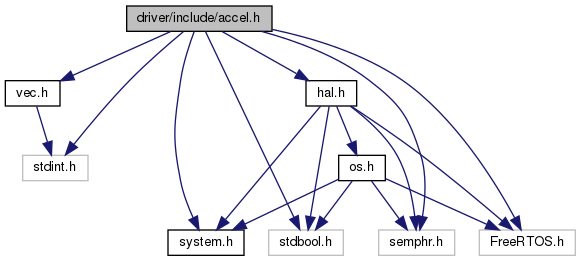 driver/include/accel.h
vec.h
hal.h
stdint.h
os.h
system.h
stdbool.h
semphr.h
FreeRTOS.h